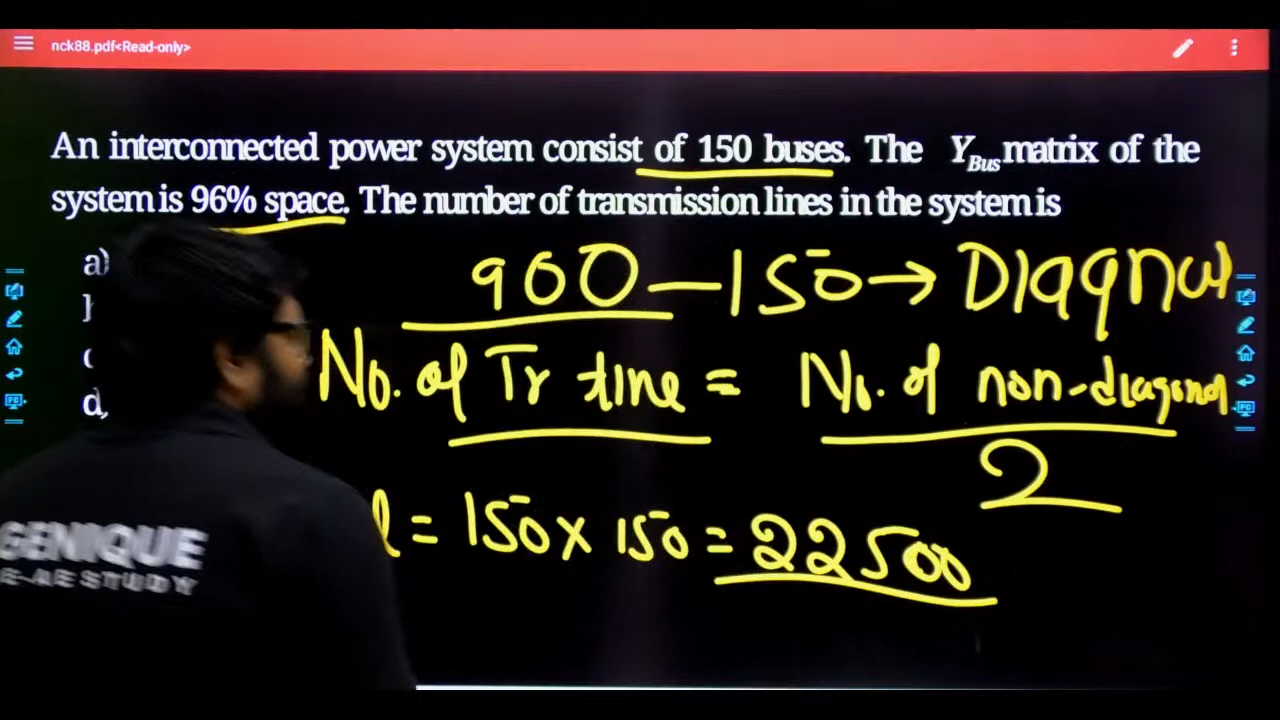 nck88.pdf<Read-only>
An interconnected power system consist of 150 buses. The Y_Bus matrix of the
system is 96% space. The number of transmission lines in the system is
a)
900 — 150 → Diagnal
No. of Tr line = No. of non-diagonal
2
d,
l = 150 x 150 = 22500
GENIQUE
E-AE STUDY